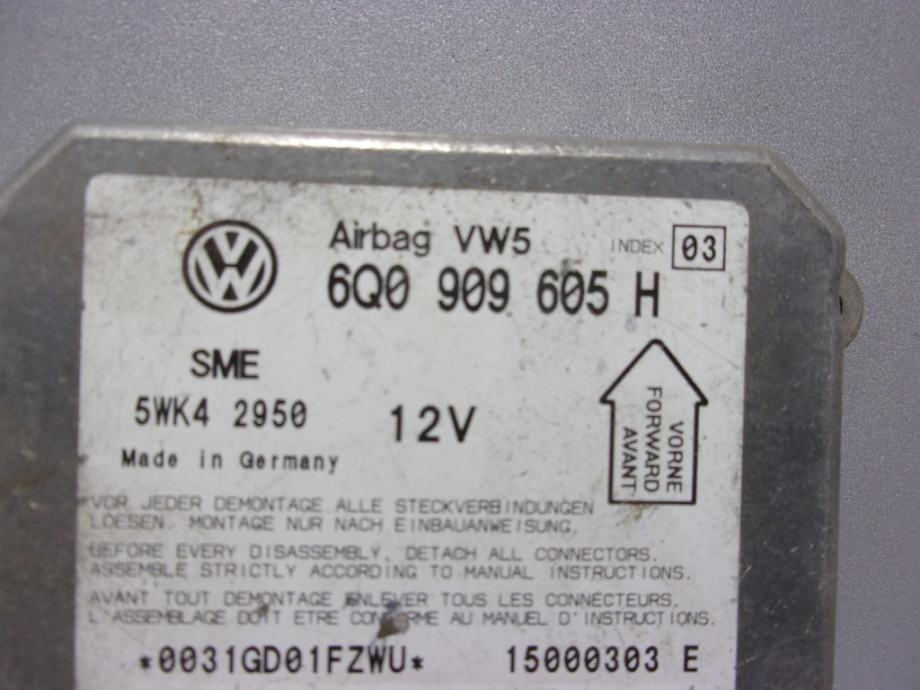 Airbag VW5
INDEX 03
6Q0 909 605 H
SME
5WK4 2950
12V
Made in Germany
VORNE
FORWARD
AVANT
VOR JEDER DEMONTAGE ALLE STECKVERBINDUNGEN
LOESEN. MONTAGE NUR NACH EINBAUANWEISUNG.
BEFORE EVERY DISASSEMBLY, DETACH ALL CONNECTORS.
ASSEMBLE STRICTLY ACCORDING TO MANUAL INSTRUCTIONS.
AVANT TOUT DEMONTAGE ENLEVER TOUS LES CONNECTEURS.
L'ASSEMBLAGE DOIT ETRE CONFORME AU MANUEL D'INSTRUCTIONS.
*0031GD01FZWU* 15000303 E